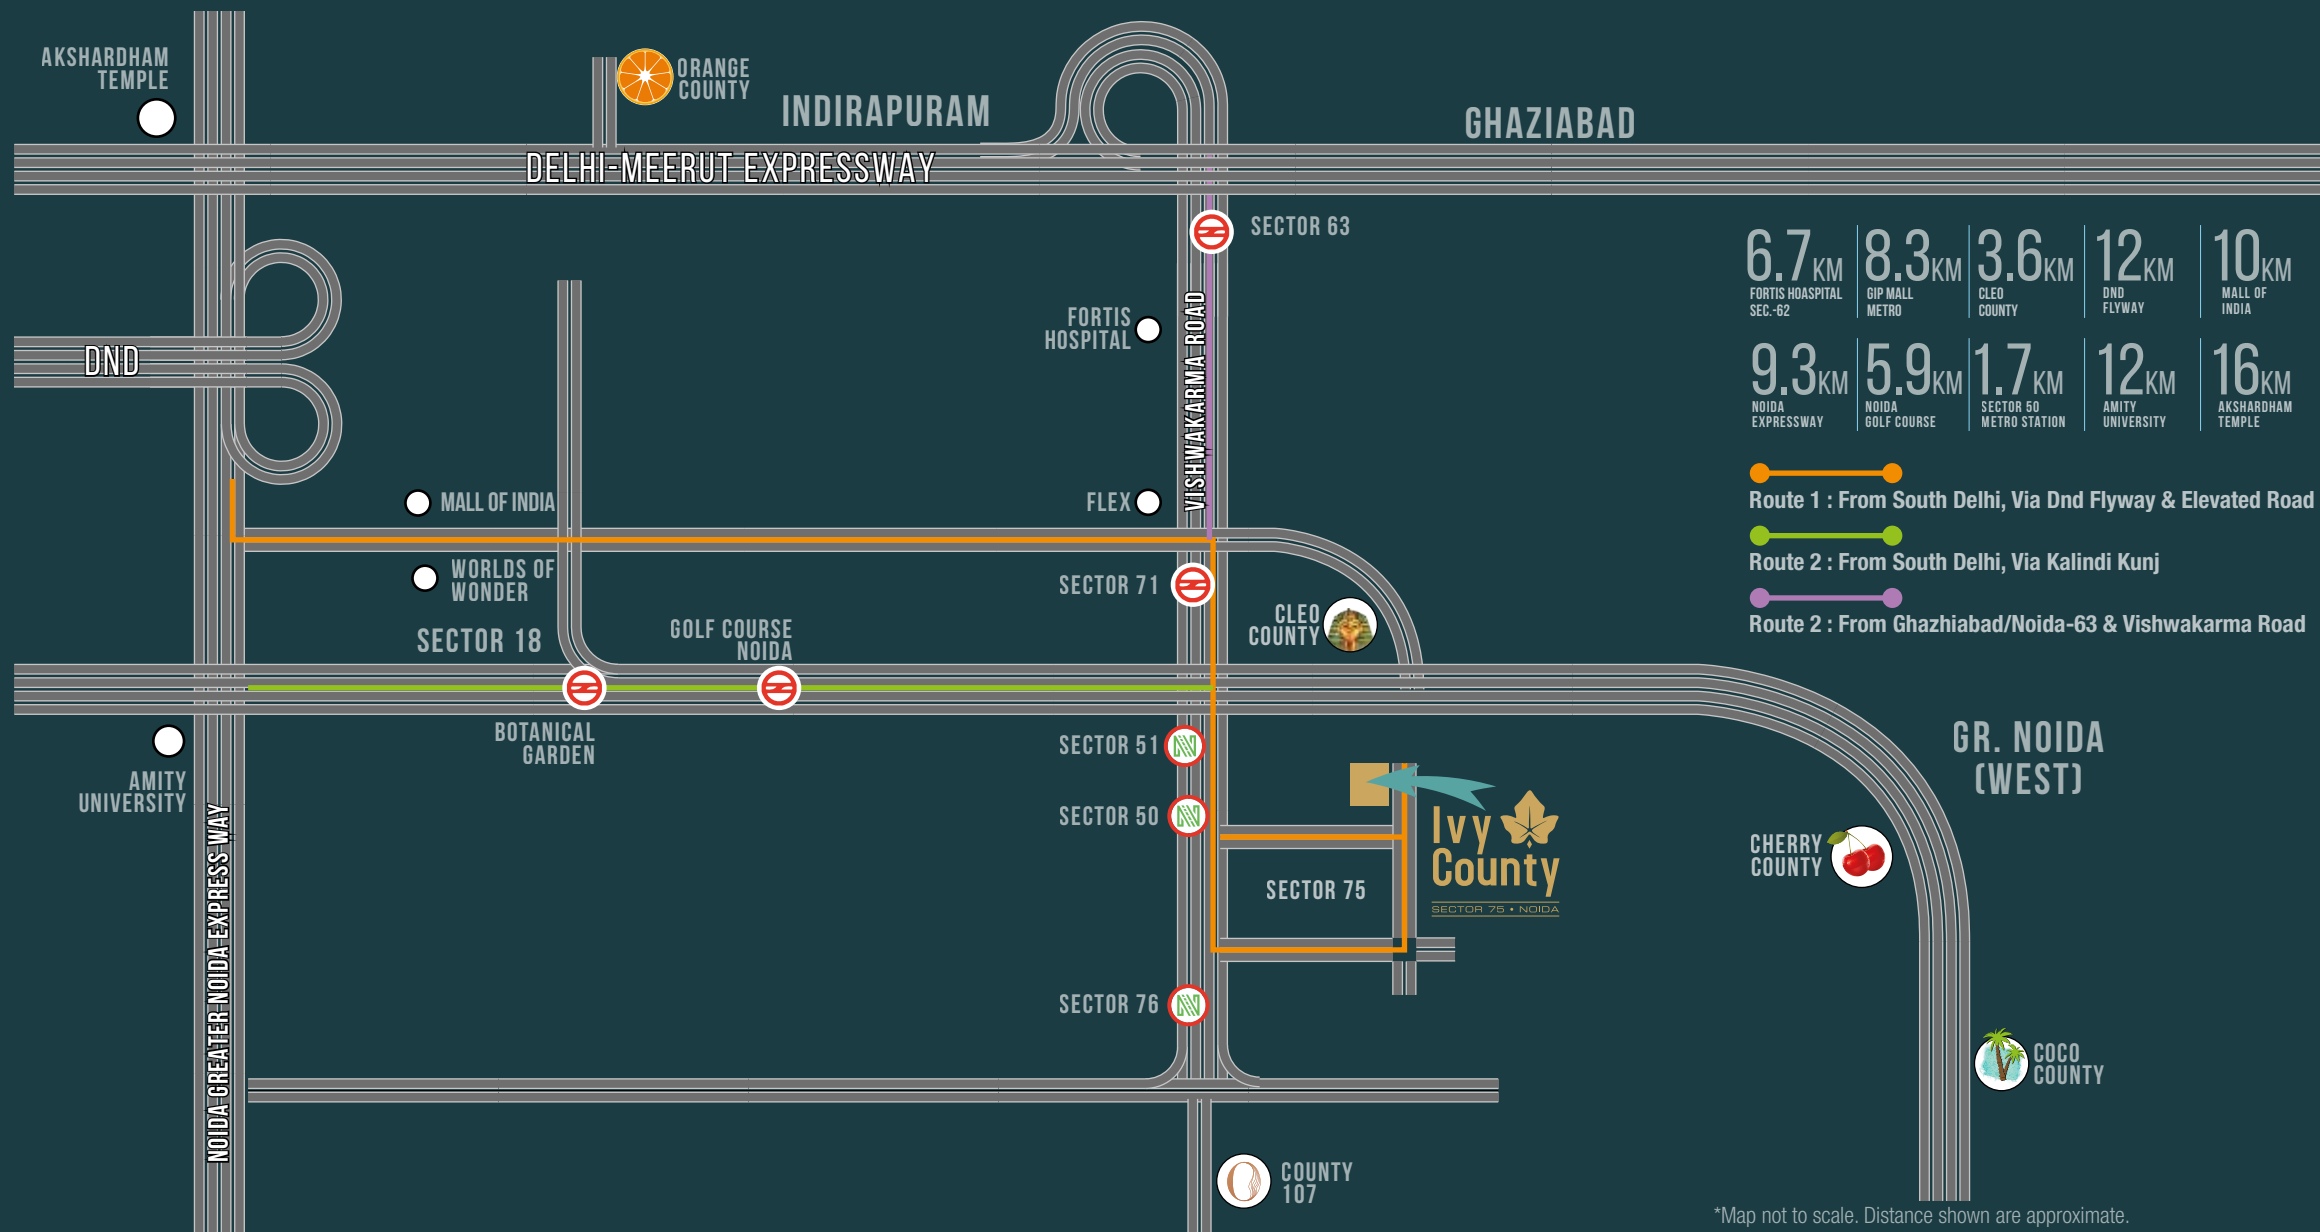 AKSHARDHAM
TEMPLE
ORANGE
COUNTY
INDIRAPURAM
GHAZIABAD
DELHI-MEERUT EXPRESSWAY
SECTOR 63
6.7KM
FORTIS HOASPITAL
SEC.-62
8.3KM
GIP MALL
METRO
3.6KM
CLEO
COUNTY
12KM
DND
FLYWAY
10KM
MALL OF
INDIA
FORTIS
HOSPITAL
VISHWAKARMA ROAD
DND
9.3KM
NOIDA
EXPRESSWAY
5.9KM
NOIDA
GOLF COURSE
1.7KM
SECTOR 50
METRO STATION
12KM
AMITY
UNIVERSITY
16KM
AKSHARDHAM
TEMPLE
Route 1 : From South Delhi, Via Dnd Flyway & Elevated Road
Route 2 : From South Delhi, Via Kalindi Kunj
Route 2 : From Ghazhiabad/Noida-63 & Vishwakarma Road
MALL OF INDIA
FLEX
WORLDS OF
WONDER
SECTOR 71
CLEO
COUNTY
SECTOR 18
GOLF COURSE
NOIDA
BOTANICAL
GARDEN
AMITY
UNIVERSITY
SECTOR 51
SECTOR 50
GR. NOIDA
(WEST)
Ivy
County
SECTOR 75 • NOIDA
SECTOR 75
CHERRY
COUNTY
NOIDA GREATER NOIDA EXPRESS WAY
SECTOR 76
COCO
COUNTY
COUNTY
107
*Map not to scale. Distance shown are approximate.